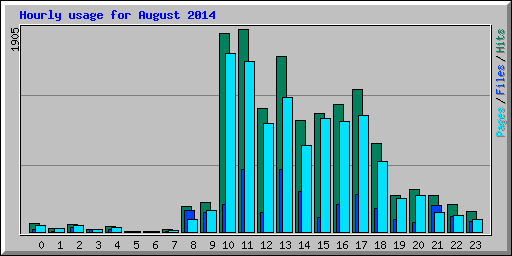 Hourly usage for August 2014
1905
Pages/Files/Hits
0 1 2 3 4 5 6 7 8 9 10 11 12 13 14 15 16 17 18 19 20 21 22 23